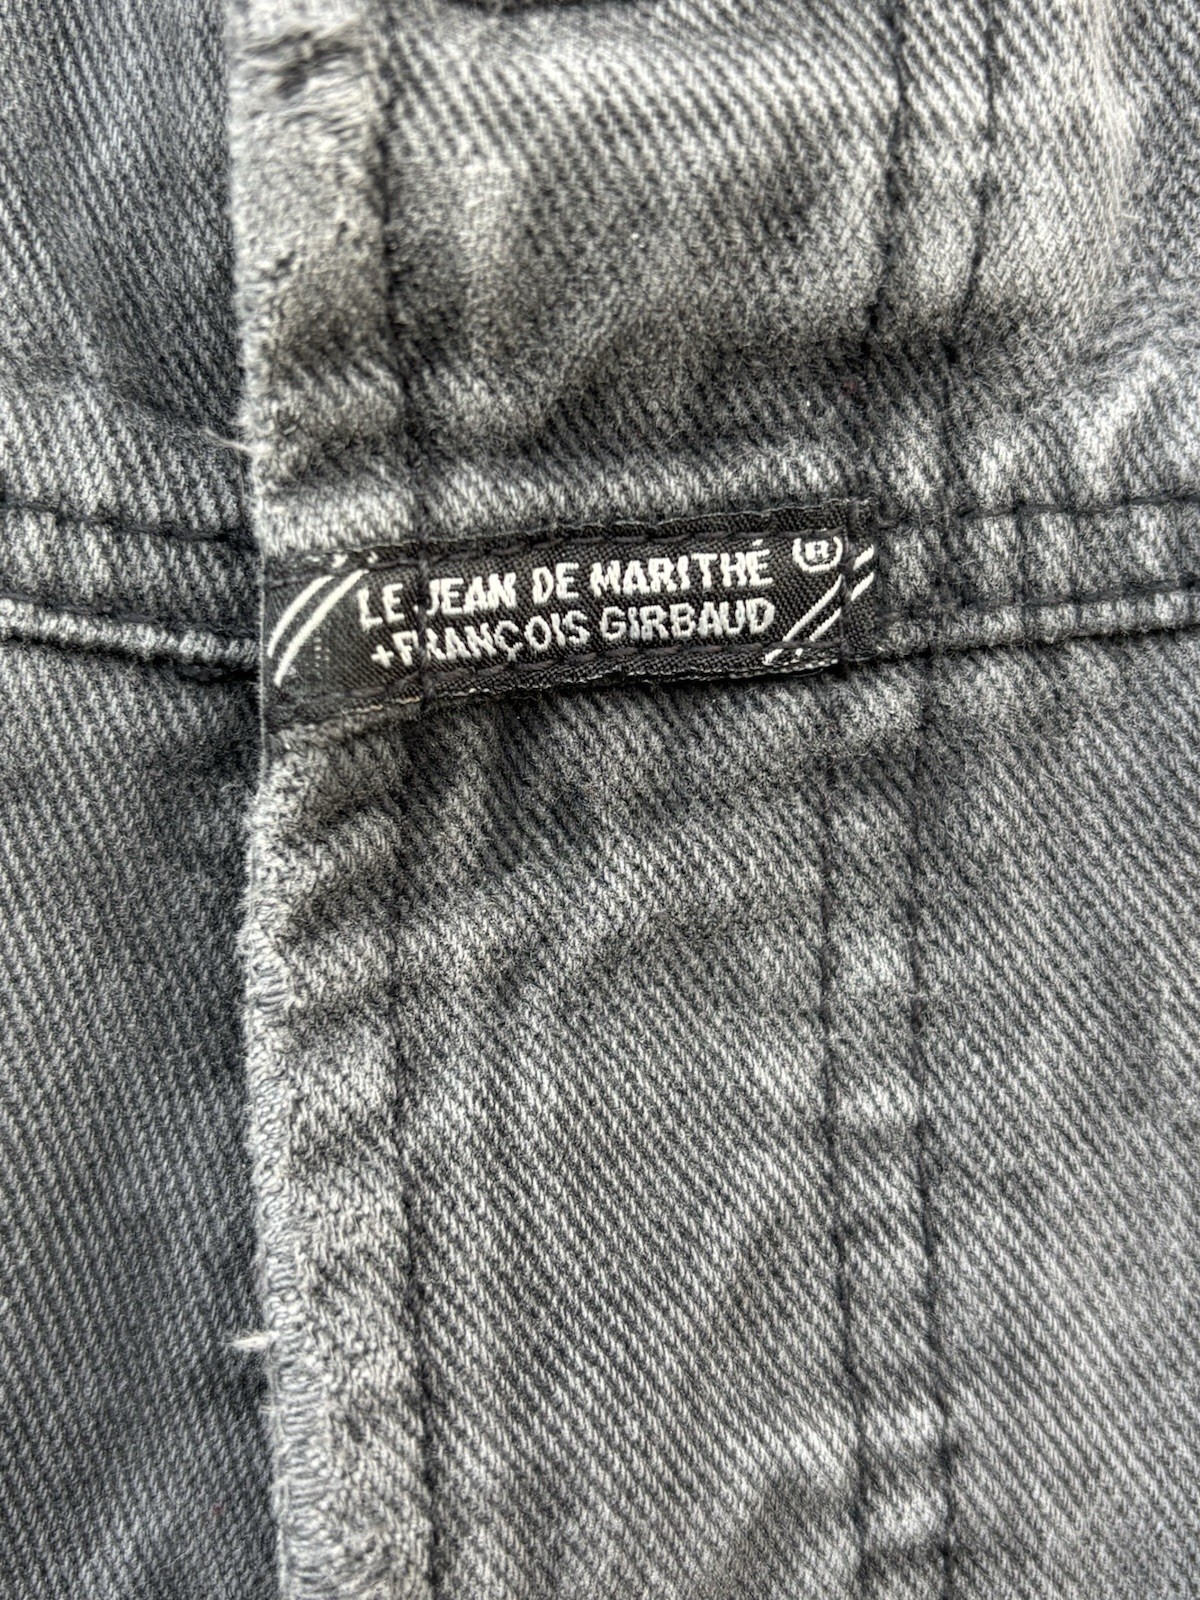 LE JEAN DE MARITHÉ ®
+FRANÇOIS GIRBAUD